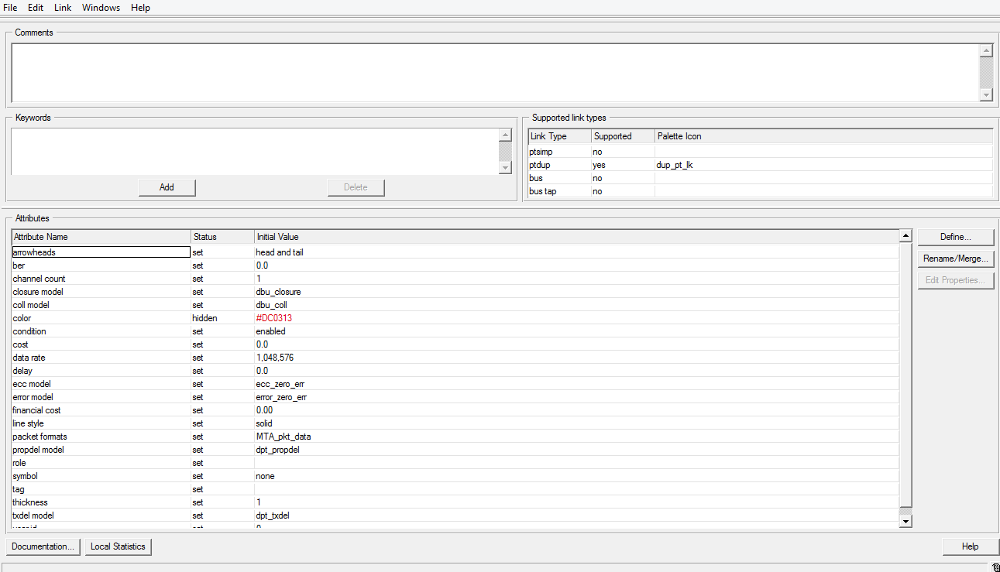 File Edit Link Windows Help
Comments
Keywords
Add Delete
Supported link types
Link Type Supported Palette Icon
ptsimp no
ptdup yes dup_pt_lk
bus no
bus tap no
Attributes
Attribute Name Status Initial Value
arrowheads set head and tail
ber set 0.0
channel count set 1
closure model set dbu_closure
coll model set dbu_coll
color hidden #DC0313
condition set enabled
cost set 0.0
data rate set 1,048,576
delay set 0.0
ecc model set ecc_zero_err
error model set error_zero_err
financial cost set 0.00
line style set solid
packet formats set MTA_pkt_data
propdel model set dpt_propdel
role set
symbol set none
tag set
thickness set 1
txdel model set dpt_txdel
Define...
Rename/Merge...
Edit Properties...
Documentation... Local Statistics Help